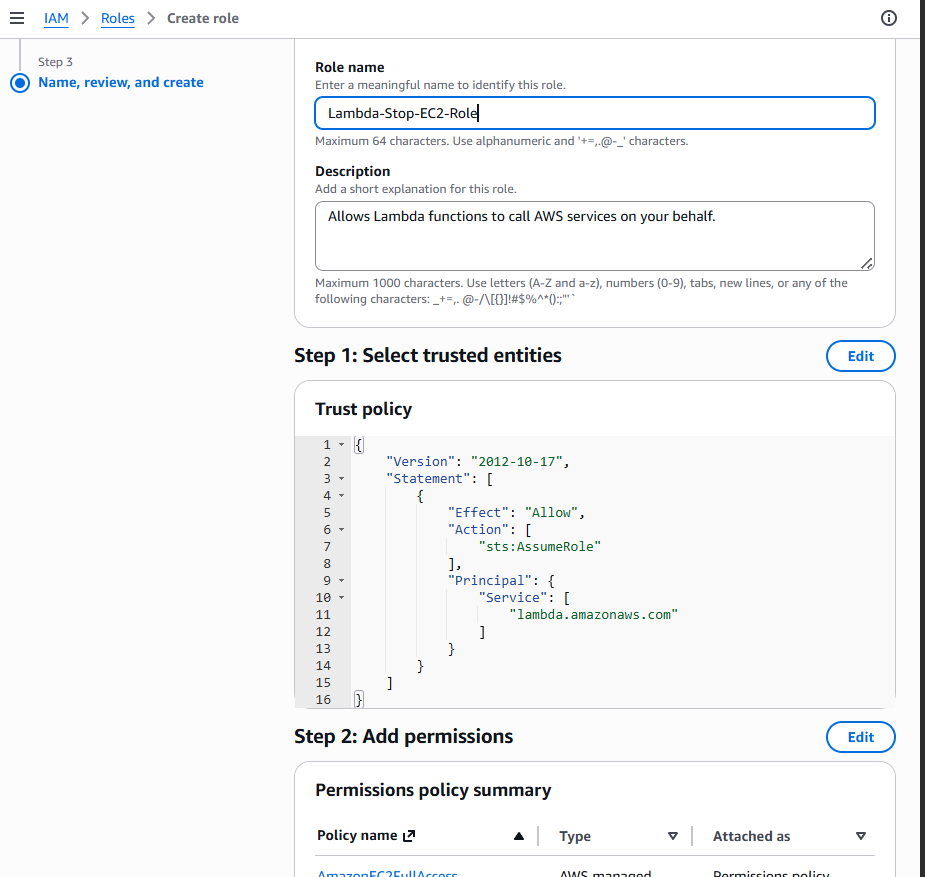 IAM > Roles > Create role
Step 3
Name, review, and create
Role name
Enter a meaningful name to identify this role.
Lambda-Stop-EC2-Role
Maximum 64 characters. Use alphanumeric and '+=,.@-_' characters.
Description
Add a short explanation for this role.
Allows Lambda functions to call AWS services on your behalf.
Maximum 1000 characters. Use letters (A-Z and a-z), numbers (0-9), tabs, new lines, or any of the
following characters: _+=,. @-/\[{}]!#$%^*();:"'`
Step 1: Select trusted entities
Edit
Trust policy
1 {
2 "Version": "2012-10-17",
3 "Statement": [
4 {
5 "Effect": "Allow",
6 "Action": [
7 "sts:AssumeRole"
8 ],
9 "Principal": {
10 "Service": [
11 "lambda.amazonaws.com"
12 ]
13 }
14 }
15 ]
16 }
Step 2: Add permissions
Edit
Permissions policy summary
Policy name Type Attached as
AmazonEC2FullAccess AWS managed Permissions policy